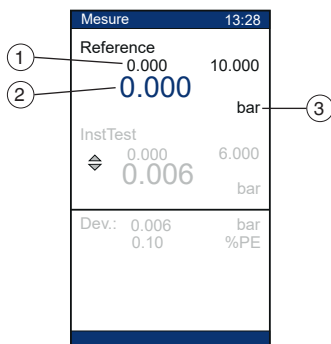 Mesure 13:28
Reference
1 0.000 10.000
2 0.000
bar 3
InstTest
0.000 6.000
0.006
bar
Dev.: 0.006 bar
0.10 %PE